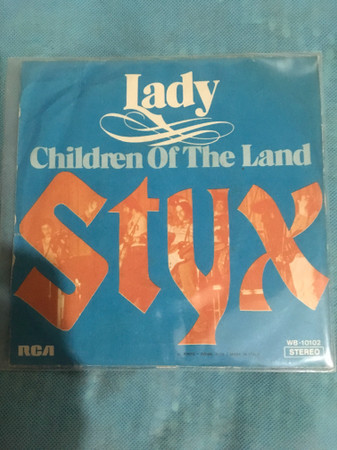 Lady
Children Of The Land
Styx
RCA
WB-10102
STEREO